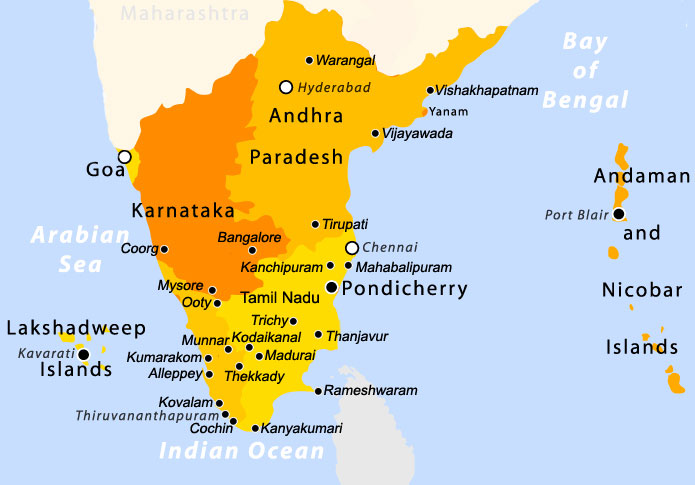 Maharashtra
Bay
of
Bengal
Warangal
Hyderabad
Vishakhapatnam
Yanam
Andhra
Vijayawada
Paradesh
Goa
Andaman
Karnataka
Port Blair
and
Tirupati
Arabian
Sea
Bangalore
Chennai
Coorg
Kanchipuram
Mahabalipuram
Mysore
Pondicherry
Nicobar
Ooty
Tamil Nadu
Trichy
Lakshadweep
Kavarati
Islands
Munnar
Kodaikanal
Thanjavur
Islands
Kumarakom
Madurai
Alleppey
Thekkady
Rameshwaram
Kovalam
Thiruvananthapuram
Cochin
Kanyakumari
Indian Ocean